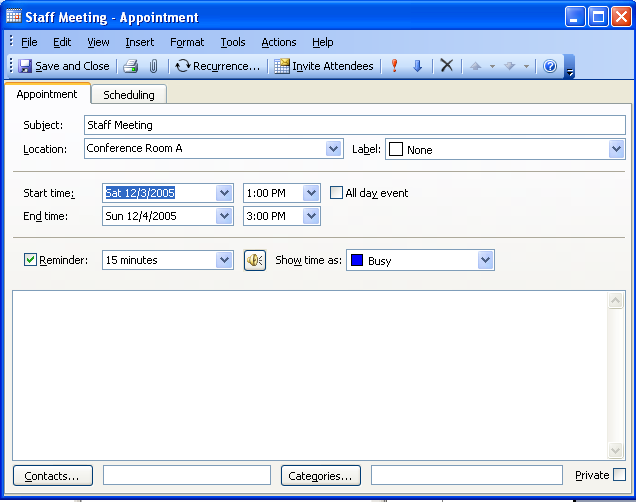 Staff Meeting - Appointment
File Edit View Insert Format Tools Actions Help
Save and Close Recurrence... Invite Attendees
Appointment Scheduling
Subject: Staff Meeting
Location: Conference Room A Label: None
Start time: Sat 12/3/2005 1:00 PM All day event
End time: Sun 12/4/2005 3:00 PM
Reminder: 15 minutes Show time as: Busy
Contacts... Categories... Private